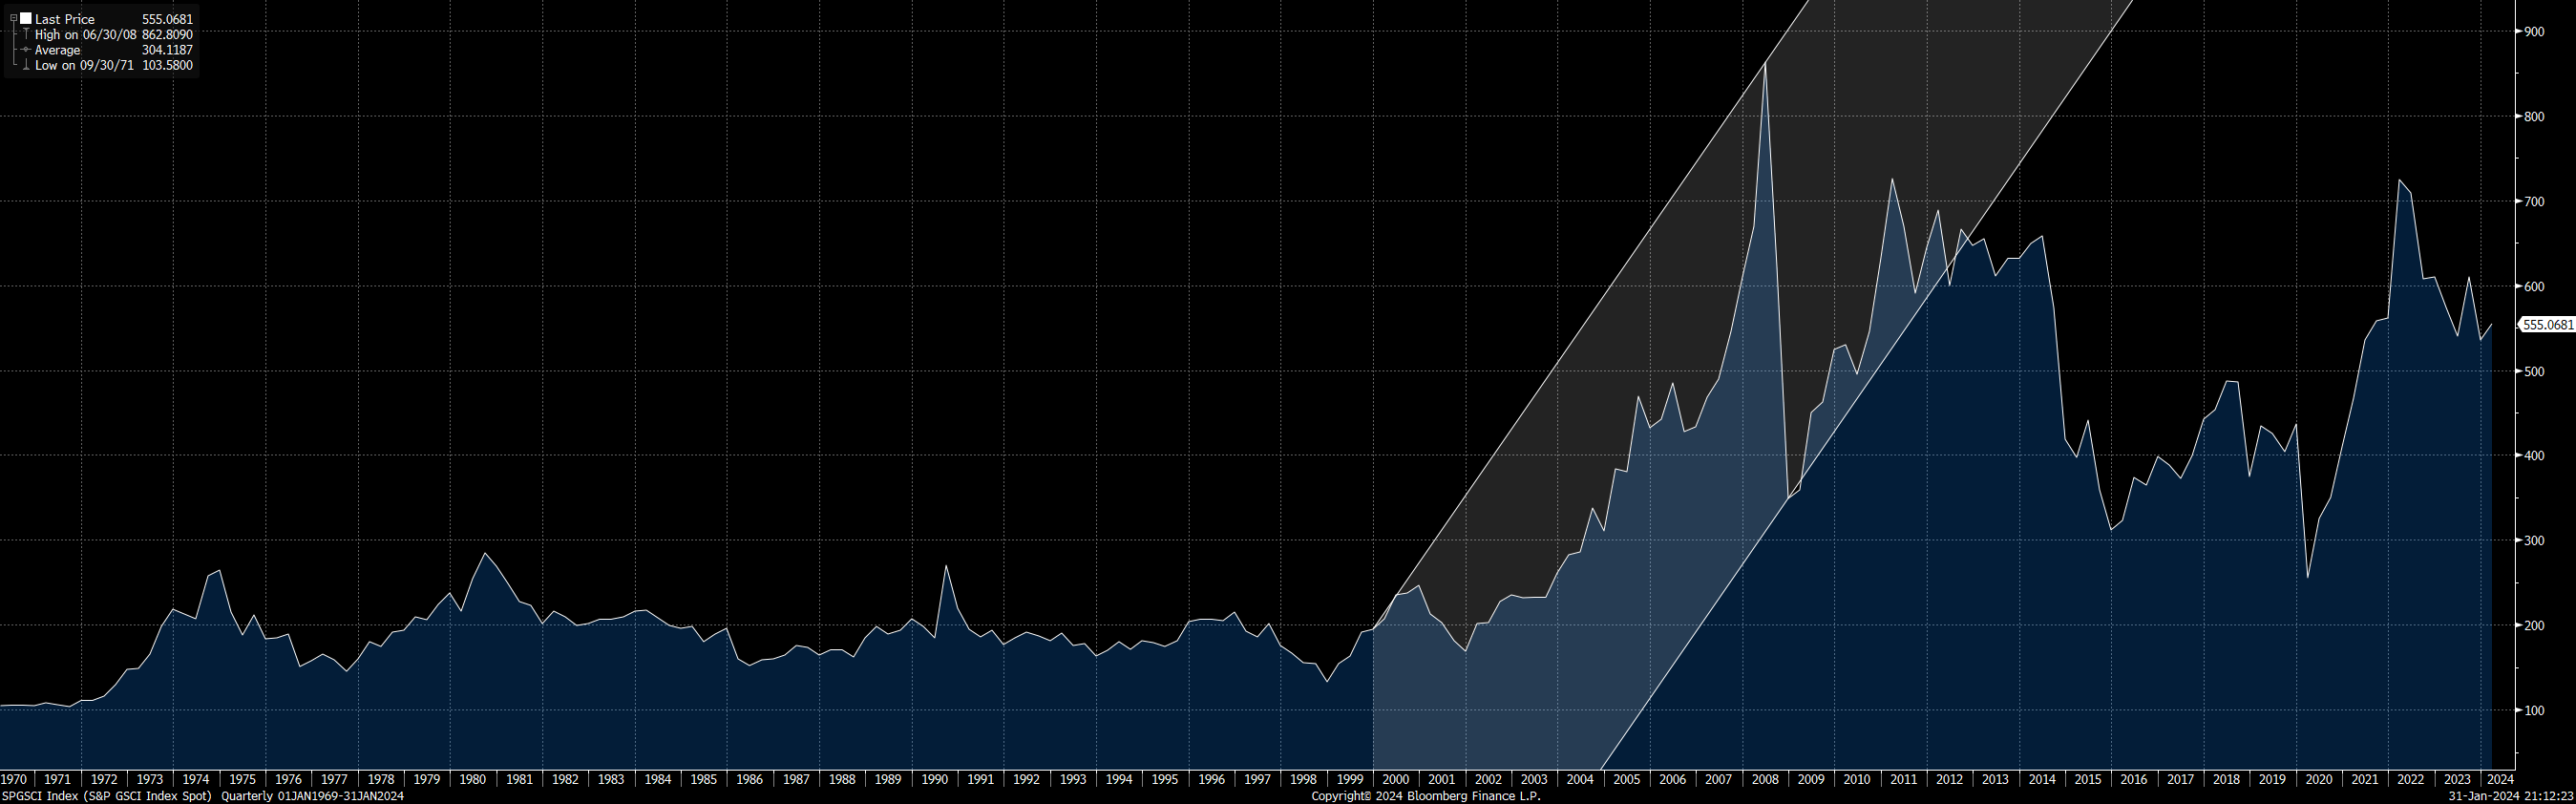 Last Price 555.0681
High on 06/30/08 862.8090
Average 304.1187
Low on 09/30/71 103.5800
900
800
700
600
555.0681
500
400
300
200
100
1970 1971 1972 1973 1974 1975 1976 1977 1978 1979 1980 1981 1982 1983 1984 1985 1986 1987 1988 1989 1990 1991 1992 1993 1994 1995 1996 1997 1998 1999 2000 2001 2002 2003 2004 2005 2006 2007 2008 2009 2010 2011 2012 2013 2014 2015 2016 2017 2018 2019 2020 2021 2022 2023 2024
SPGSCI Index (S&P GSCI Index Spot) Quarterly 01JAN1969-31JAN2024 Copyright© 2024 Bloomberg Finance L.P. 31-Jan-2024 21:12:23